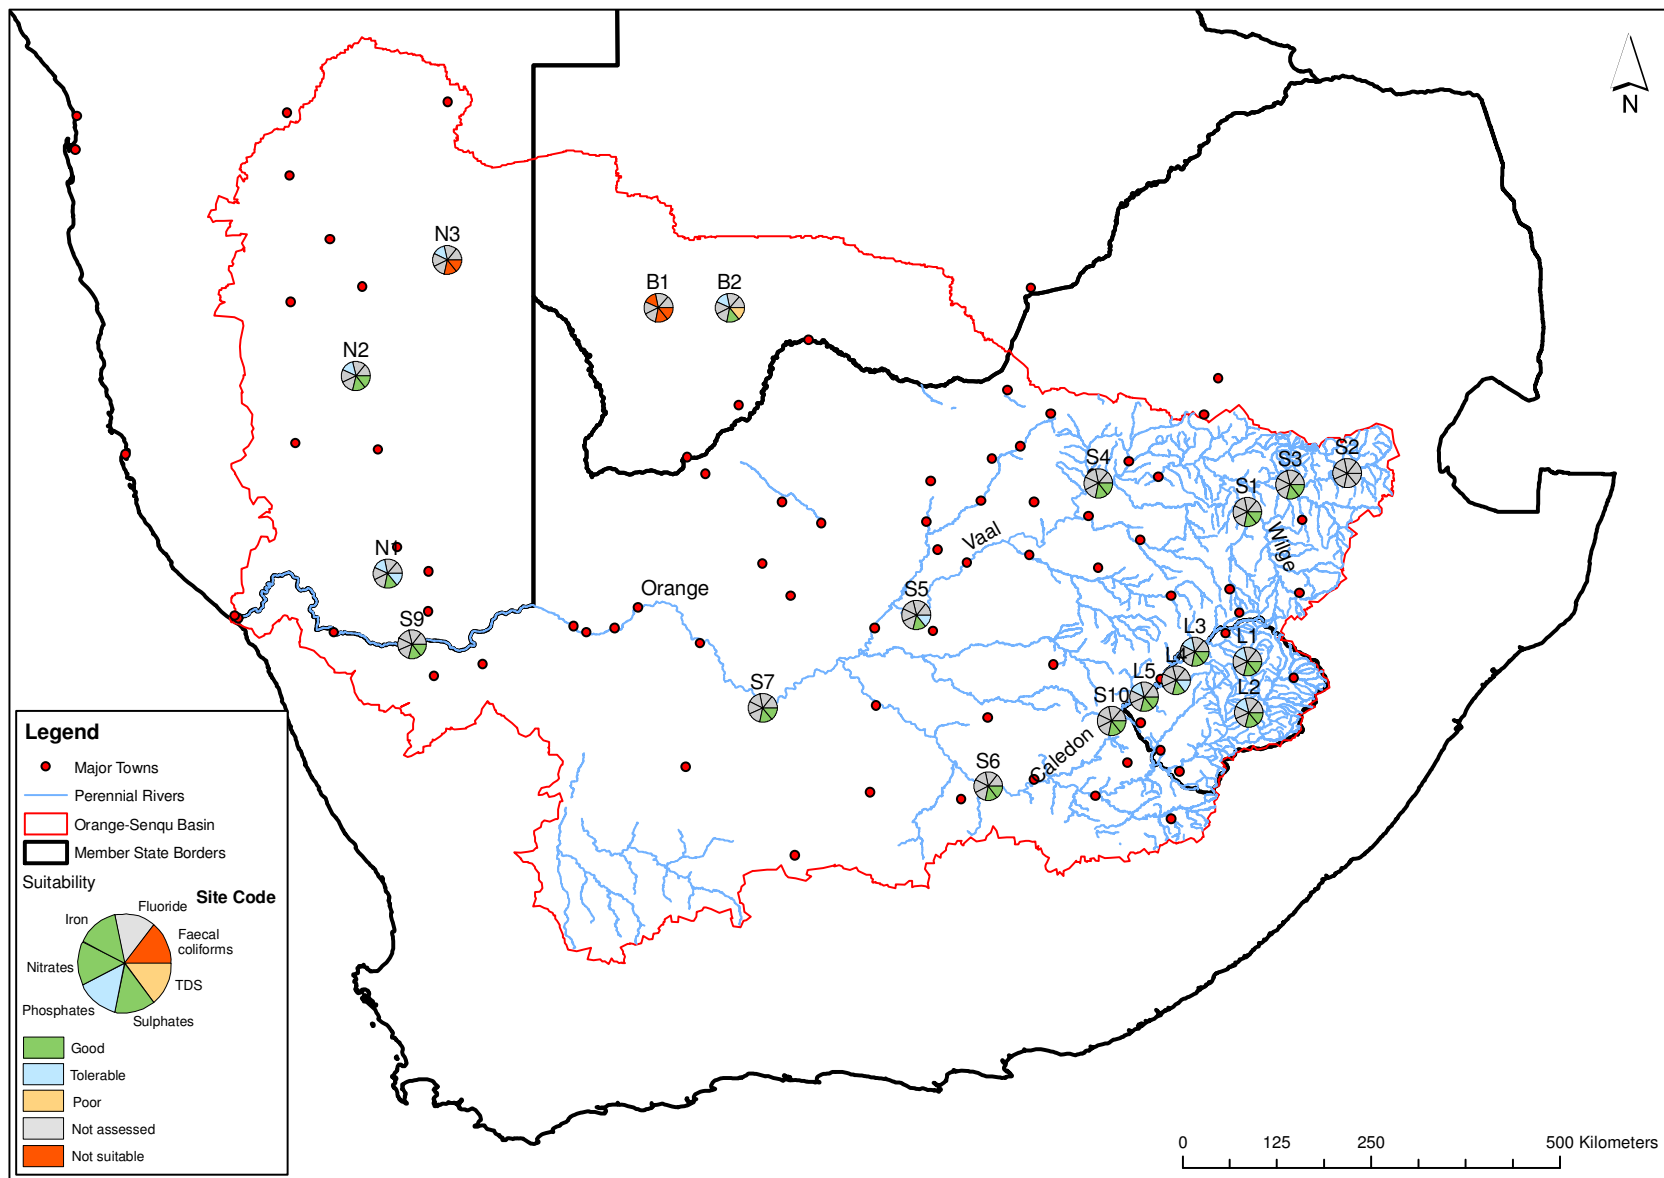 N
N3
B1
B2
N2
S2
S3
S4
S1
Vaal
Wilge
N1
Orange
S5
S9
L3
L1
L4
L5
L2
S7
S10
Caledon
S6
Legend
Major Towns
Perennial Rivers
Orange-Senqu Basin
Member State Borders
Suitability
Site Code
Fluoride
Iron
Faecal
coliforms
Nitrates
TDS
Phosphates
Sulphates
Good
Tolerable
Poor
Not assessed
Not suitable
0 125 250 500 Kilometers